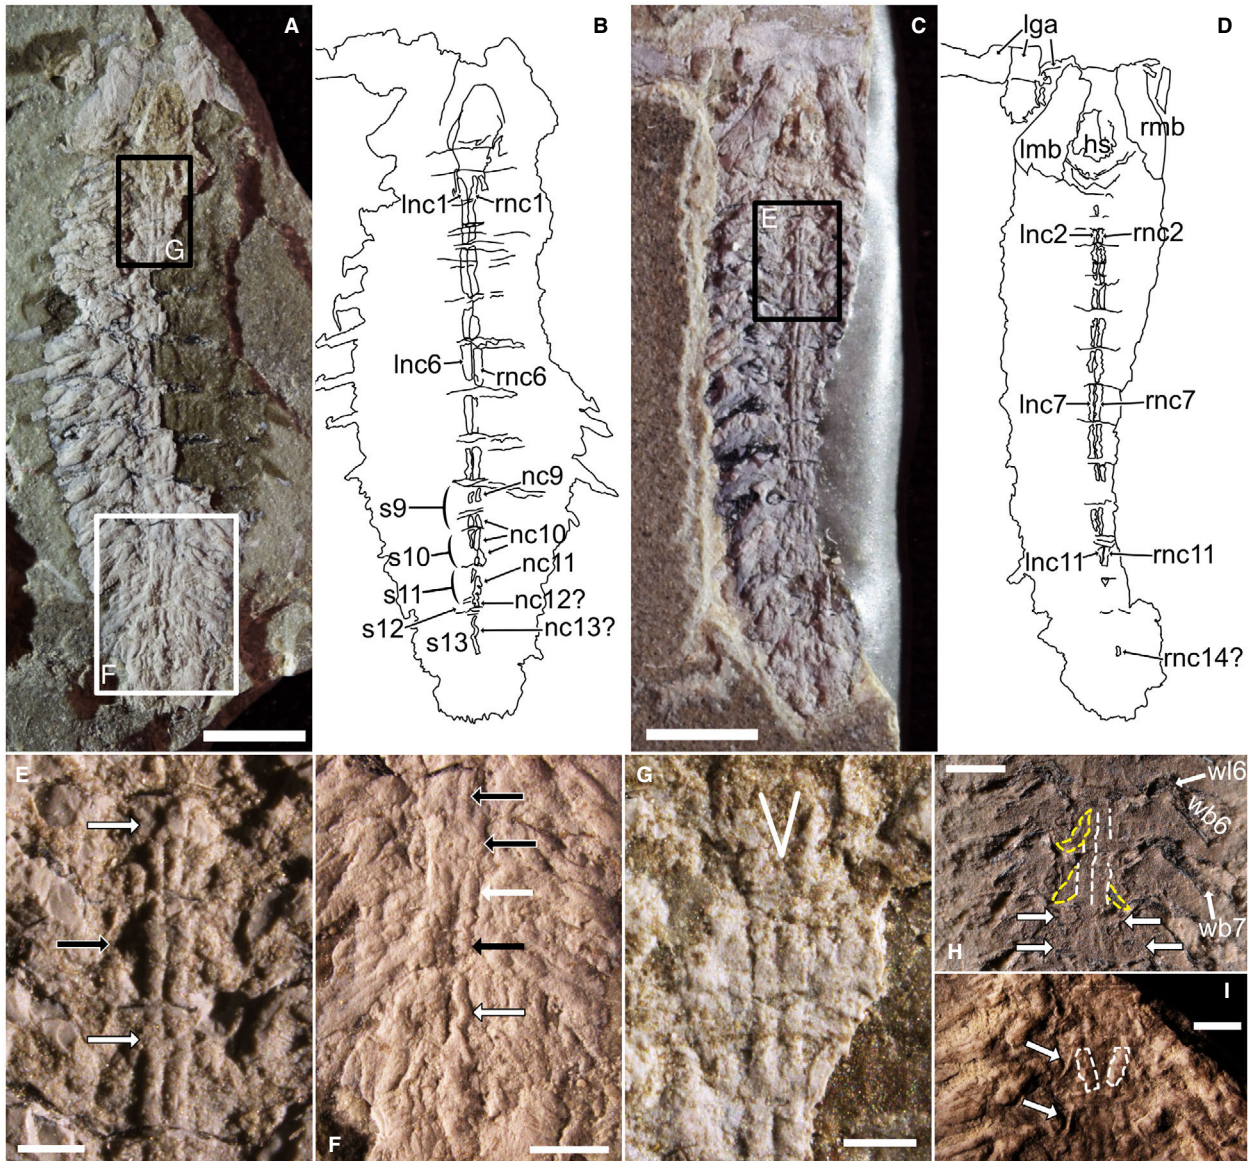 A
G
F
B
lnc1
rnc1
lnc6
rnc6
nc9
s9
nc10
s10
nc11
s11
nc12?
s12
s13
nc13?
C
E
D
lga
rmb
lmb
hs
lnc2
rnc2
lnc7
rnc7
lnc11
rnc11
rnc14?
E
F
G
H
wl6
wb6
wb7
I